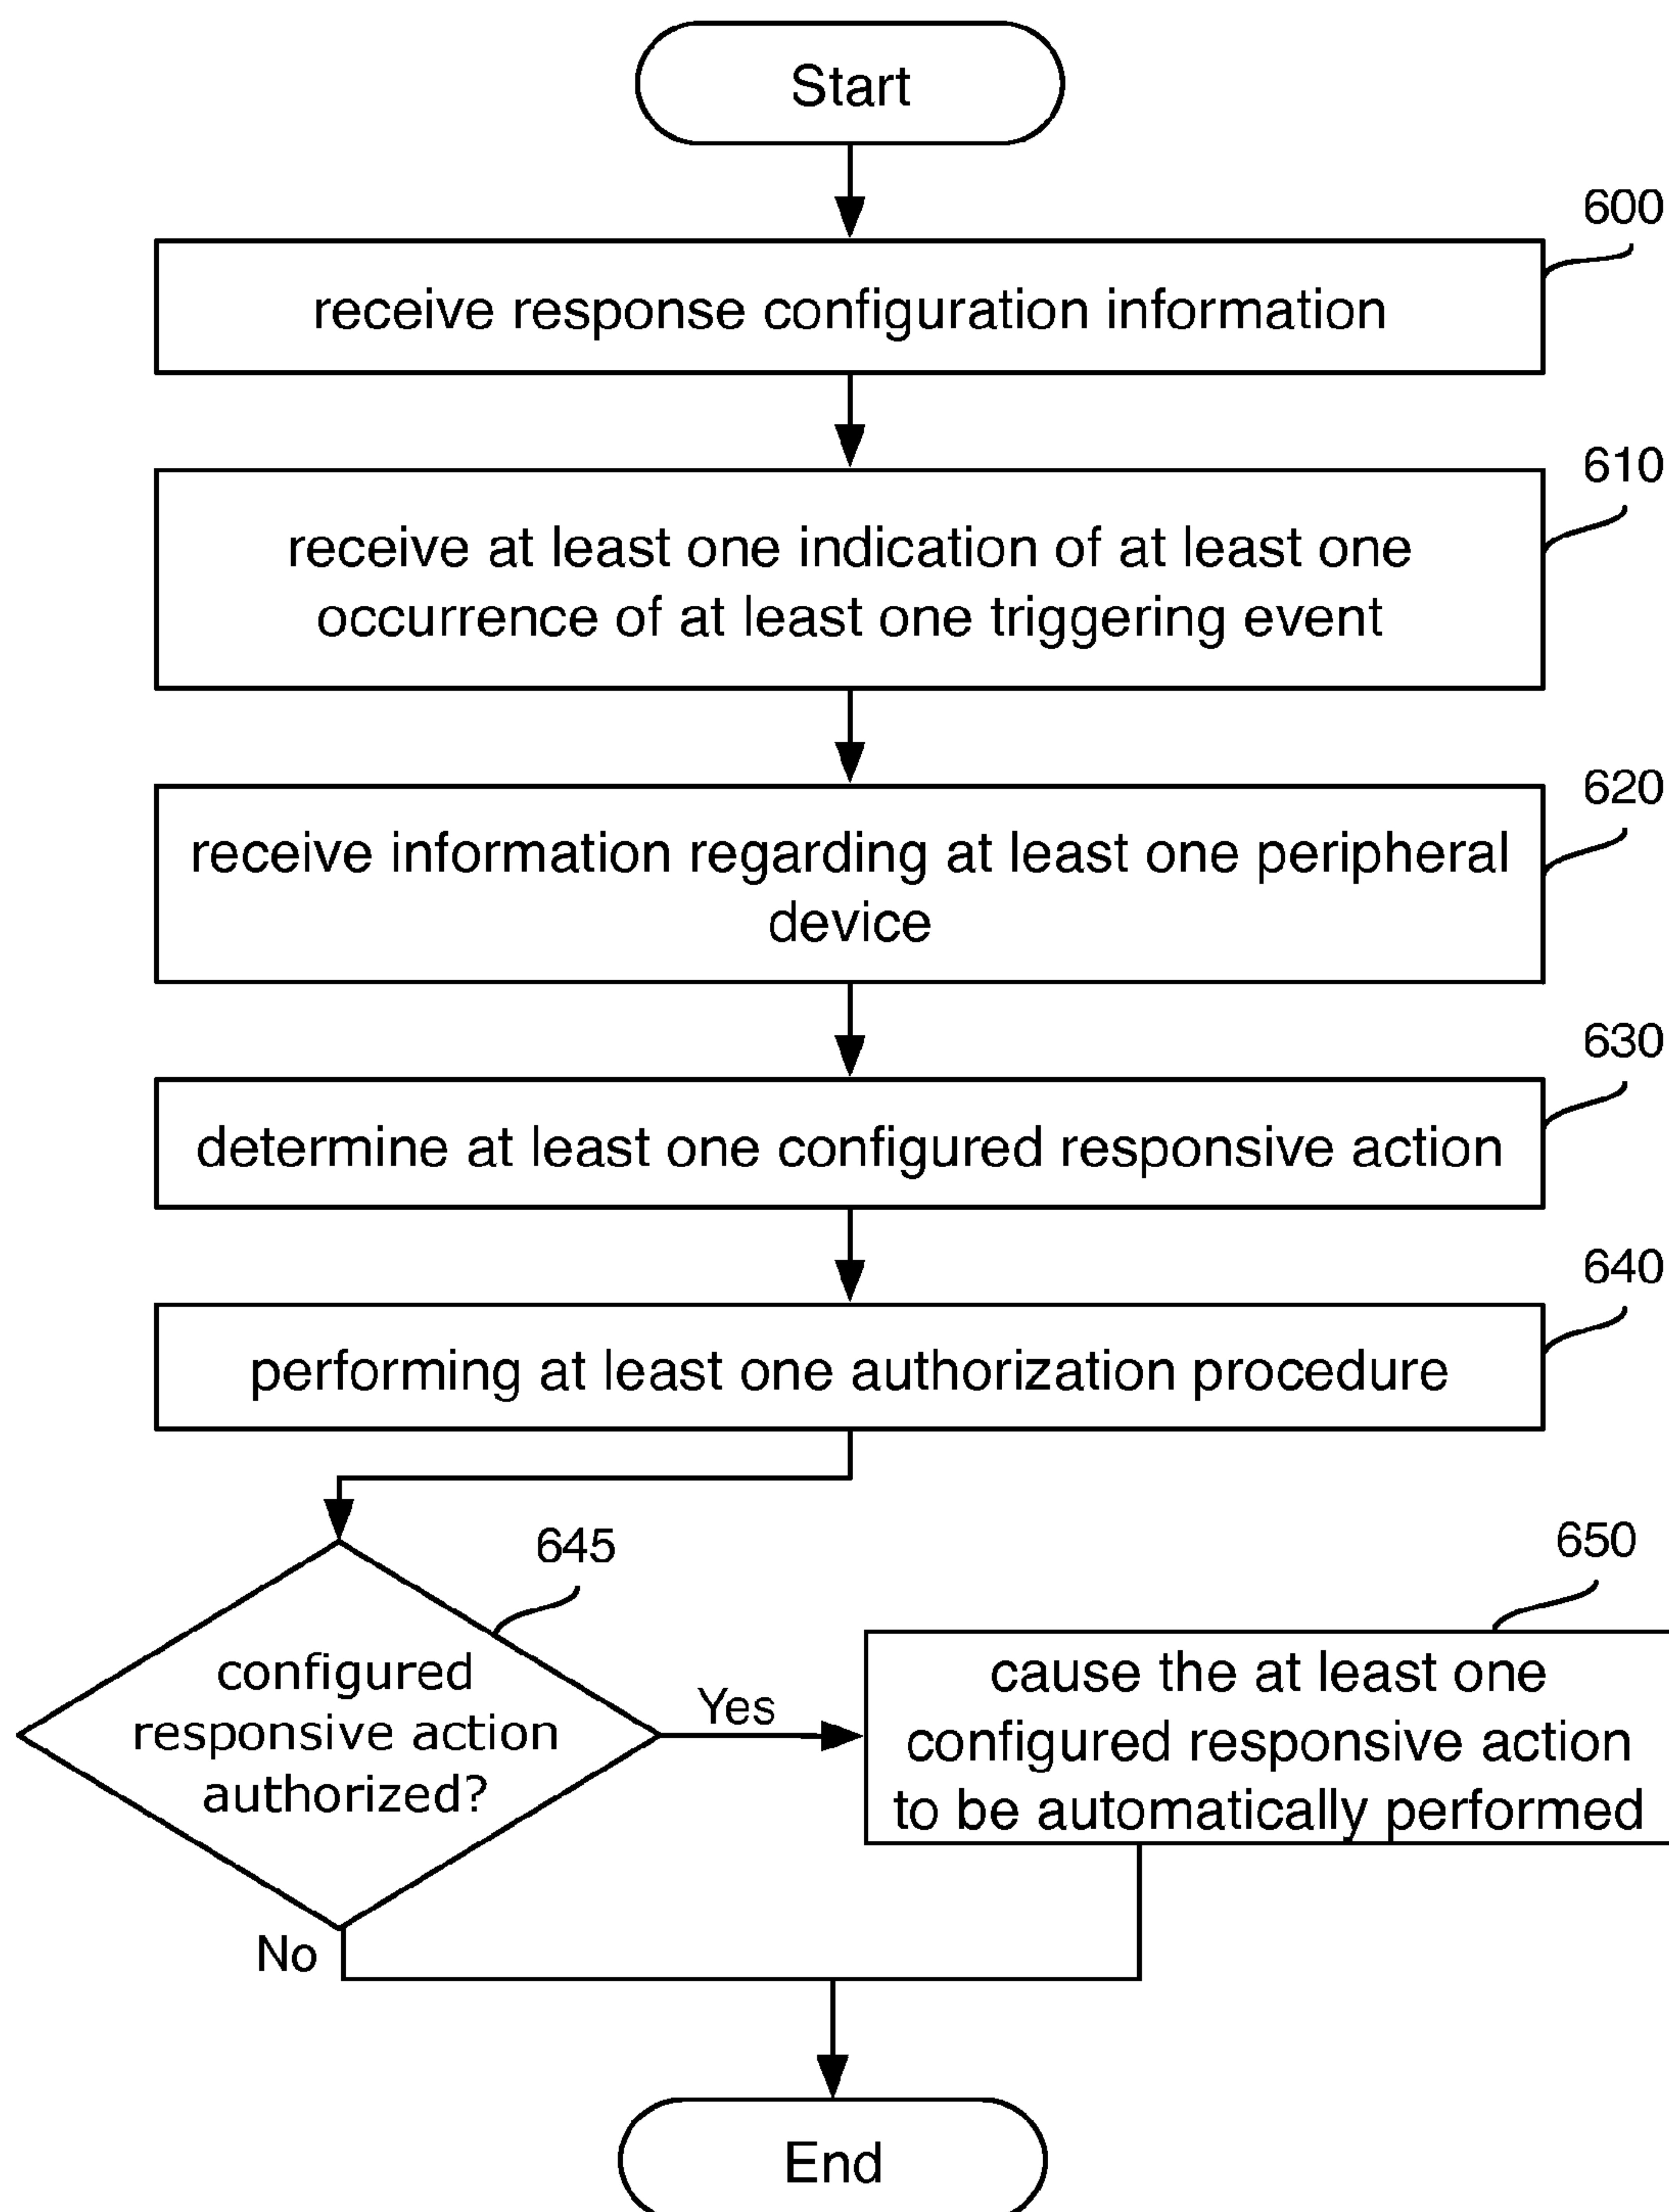 Start
600
receive response configuration information
610
receive at least one indication of at least one
occurrence of at least one triggering event
620
receive information regarding at least one peripheral
device
630
determine at least one configured responsive action
640
performing at least one authorization procedure
645
configured
responsive action
authorized?
Yes
650
cause the at least one
configured responsive action
to be automatically performed
No
End